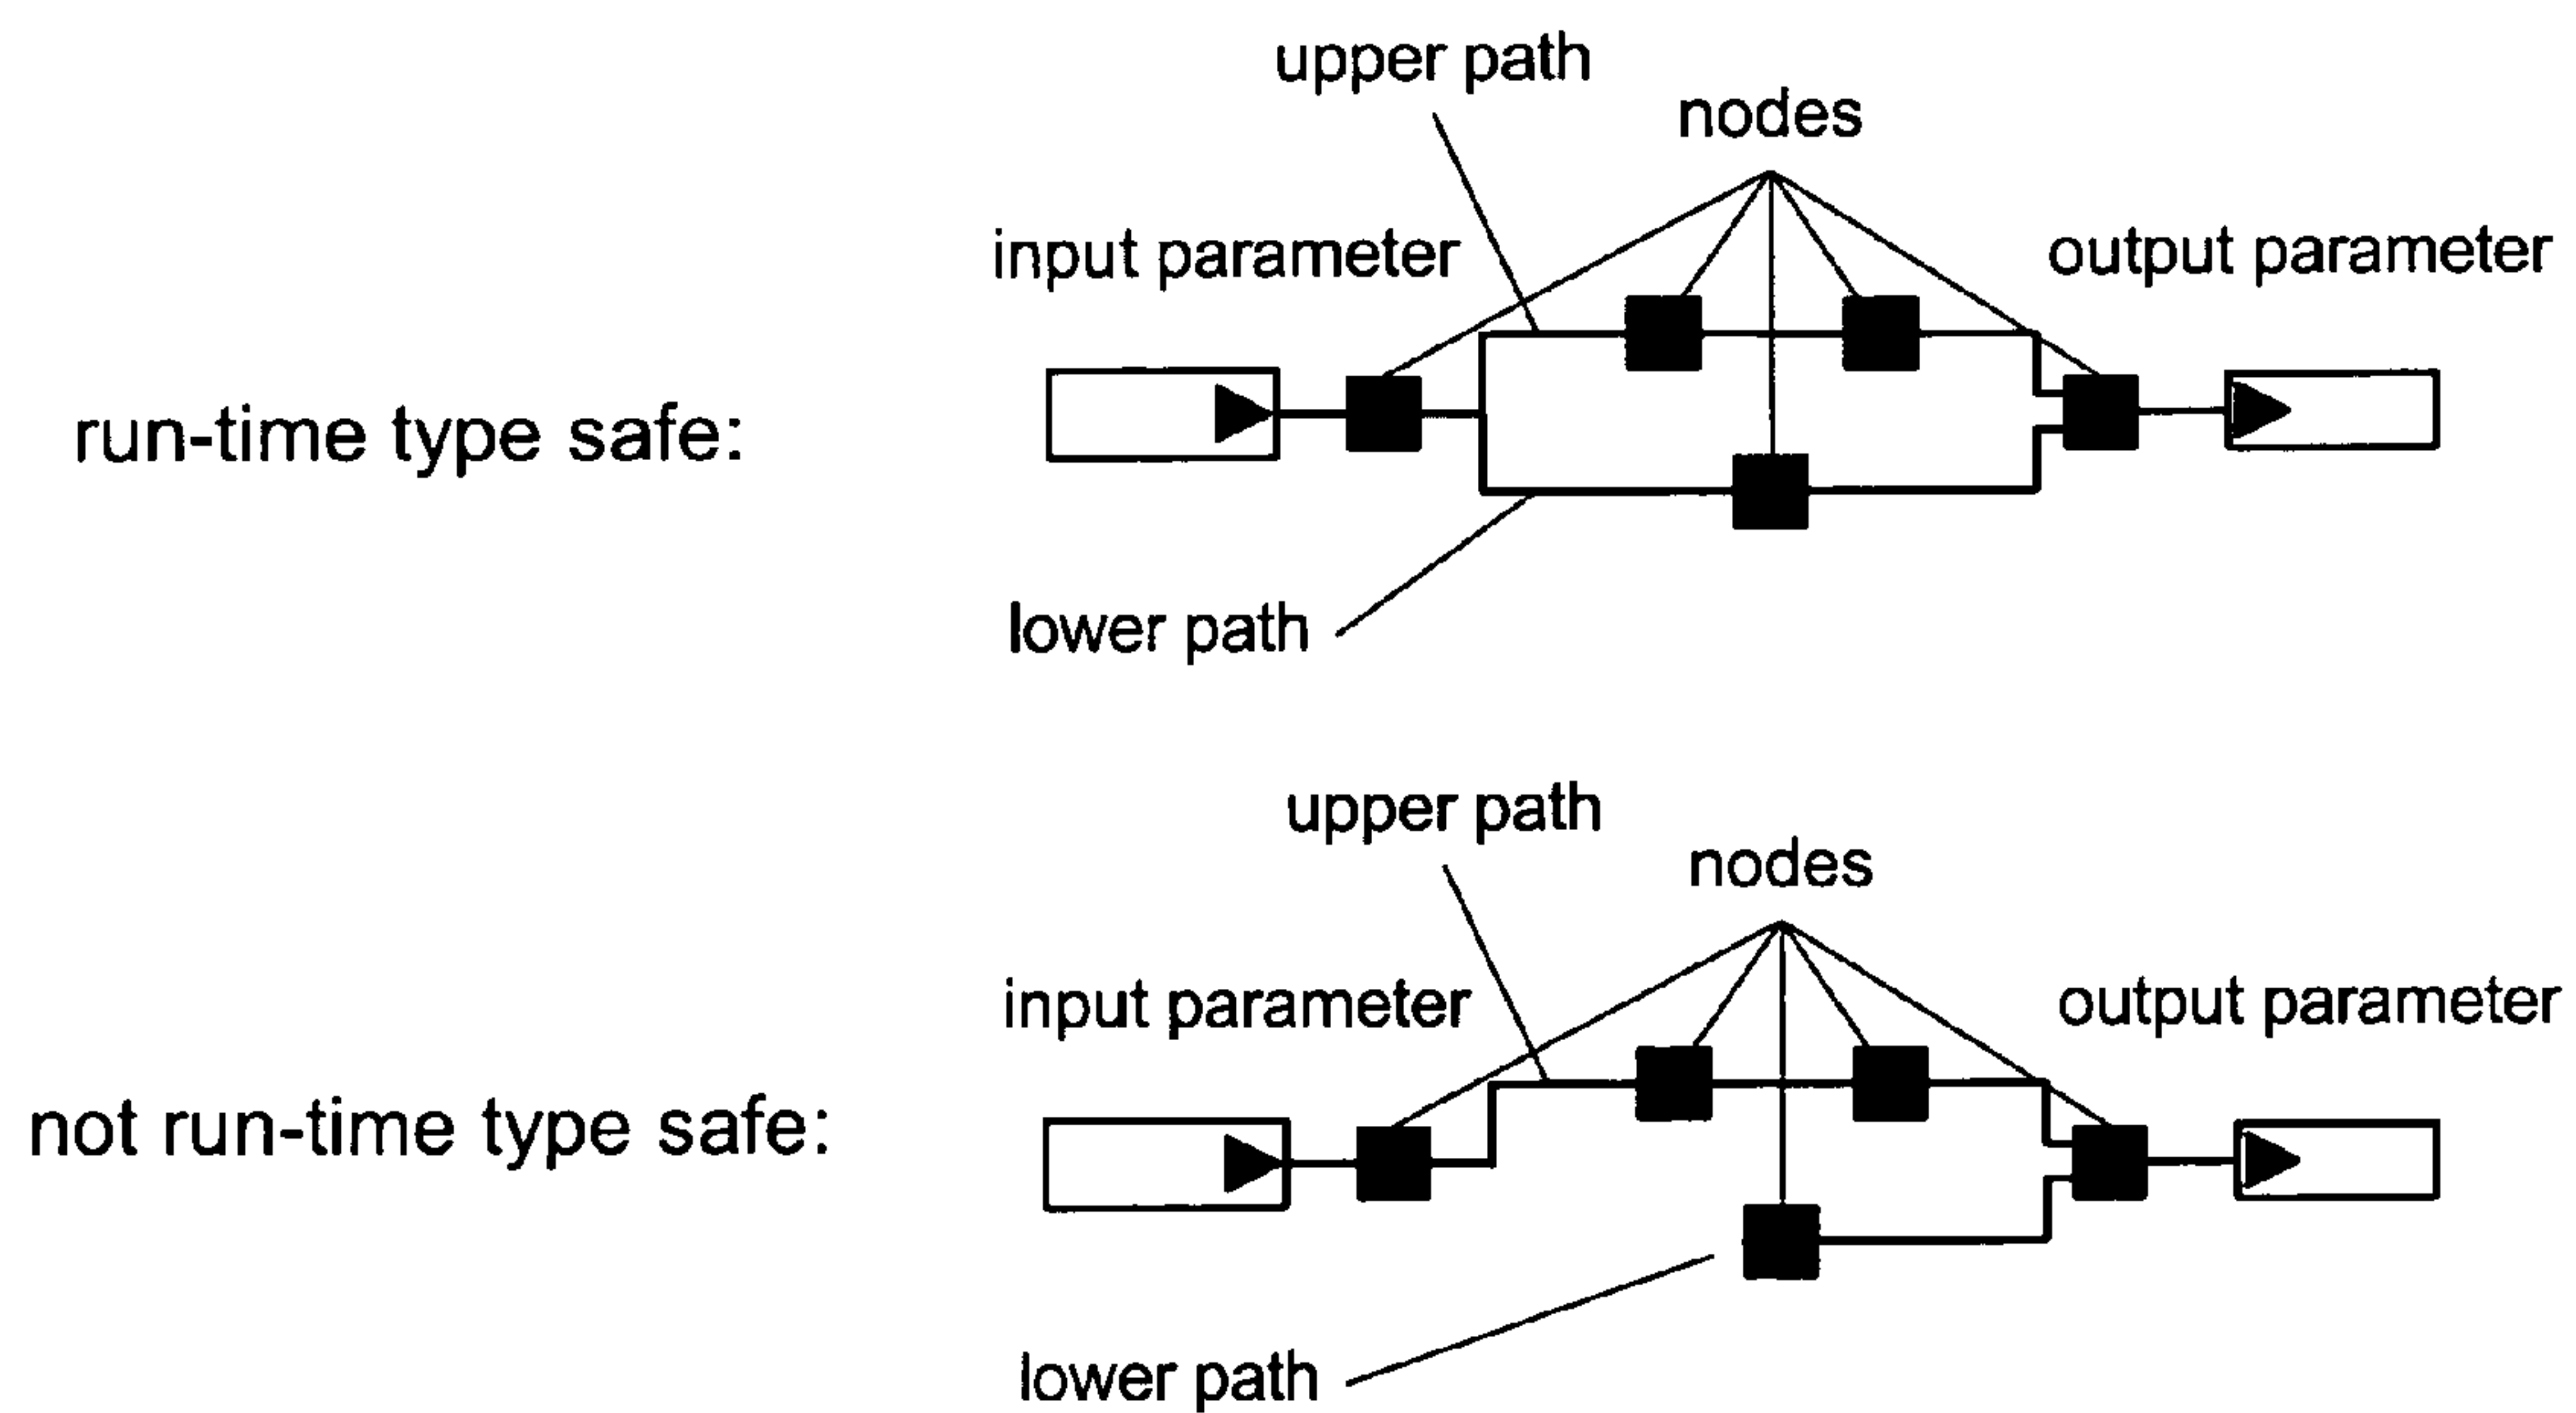 upper path
nodes
input parameter
output parameter
run-time type safe:
lower path
upper path
nodes
input parameter
output parameter
not run-time type safe:
lower path